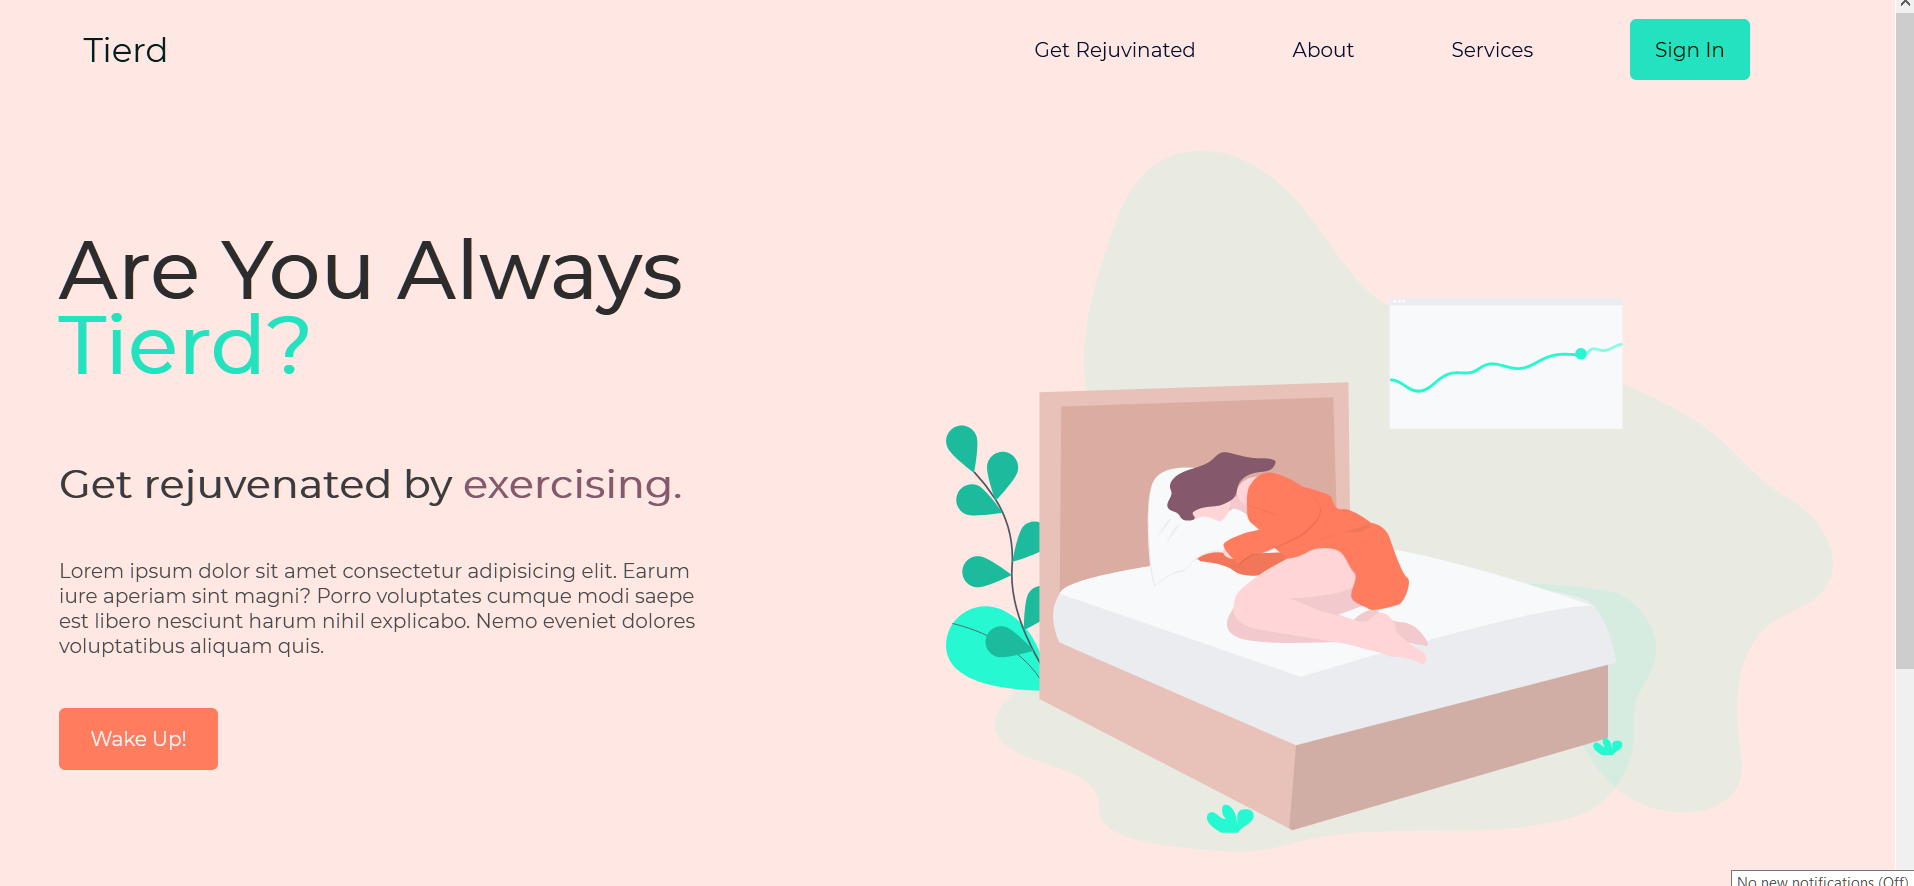 Tierd
Get Rejuvinated
About
Services
Sign In
Are You Always
Tierd?
Get rejuvenated by exercising.
Lorem ipsum dolor sit amet consectetur adipisicing elit. Earum
iure aperiam sint magni? Porro voluptates cumque modi saepe
est libero nesciunt harum nihil explicabo. Nemo eveniet dolores
voluptatibus aliquam quis.
Wake Up!
No new notifications (Off)